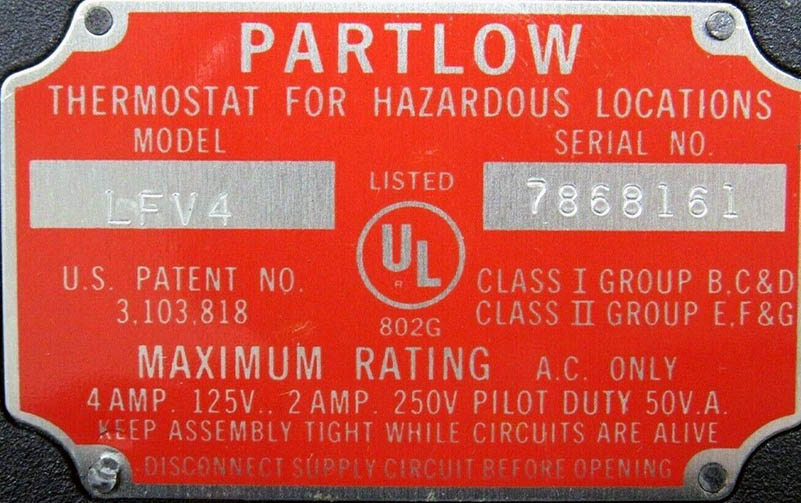 PARTLOW
THERMOSTAT FOR HAZARDOUS LOCATIONS
MODEL
SERIAL NO.
LFV4
LISTED
7868161
UL
R
802G
U.S. PATENT NO.
3,103,818
CLASS I GROUP B,C&D
CLASS II GROUP E,F&G
MAXIMUM RATING A.C. ONLY
4 AMP. 125V.. 2 AMP. 250V PILOT DUTY 50V.A.
KEEP ASSEMBLY TIGHT WHILE CIRCUITS ARE ALIVE
DISCONNECT SUPPLY CIRCUIT BEFORE OPENING